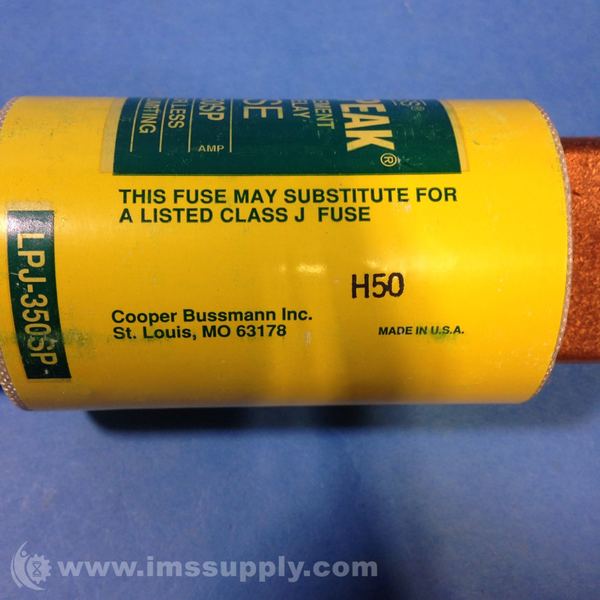 PEAK®
AMP
THIS FUSE MAY SUBSTITUTE FOR
A LISTED CLASS J FUSE
LPJ-350SP
H50
Cooper Bussmann Inc.
St. Louis, MO 63178
MADE IN U.S.A.
www.imssupply.com